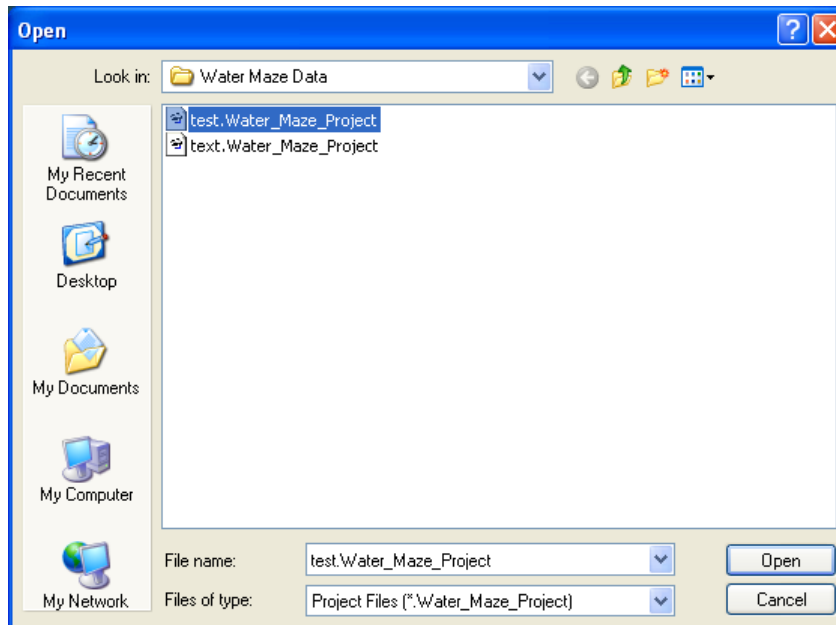 Open
Look in: Water Maze Data
test.Water_Maze_Project
text.Water_Maze_Project
My Recent
Documents
Desktop
My Documents
My Computer
My Network
File name: test.Water_Maze_Project Open
Files of type: Project Files (*.Water_Maze_Project) Cancel